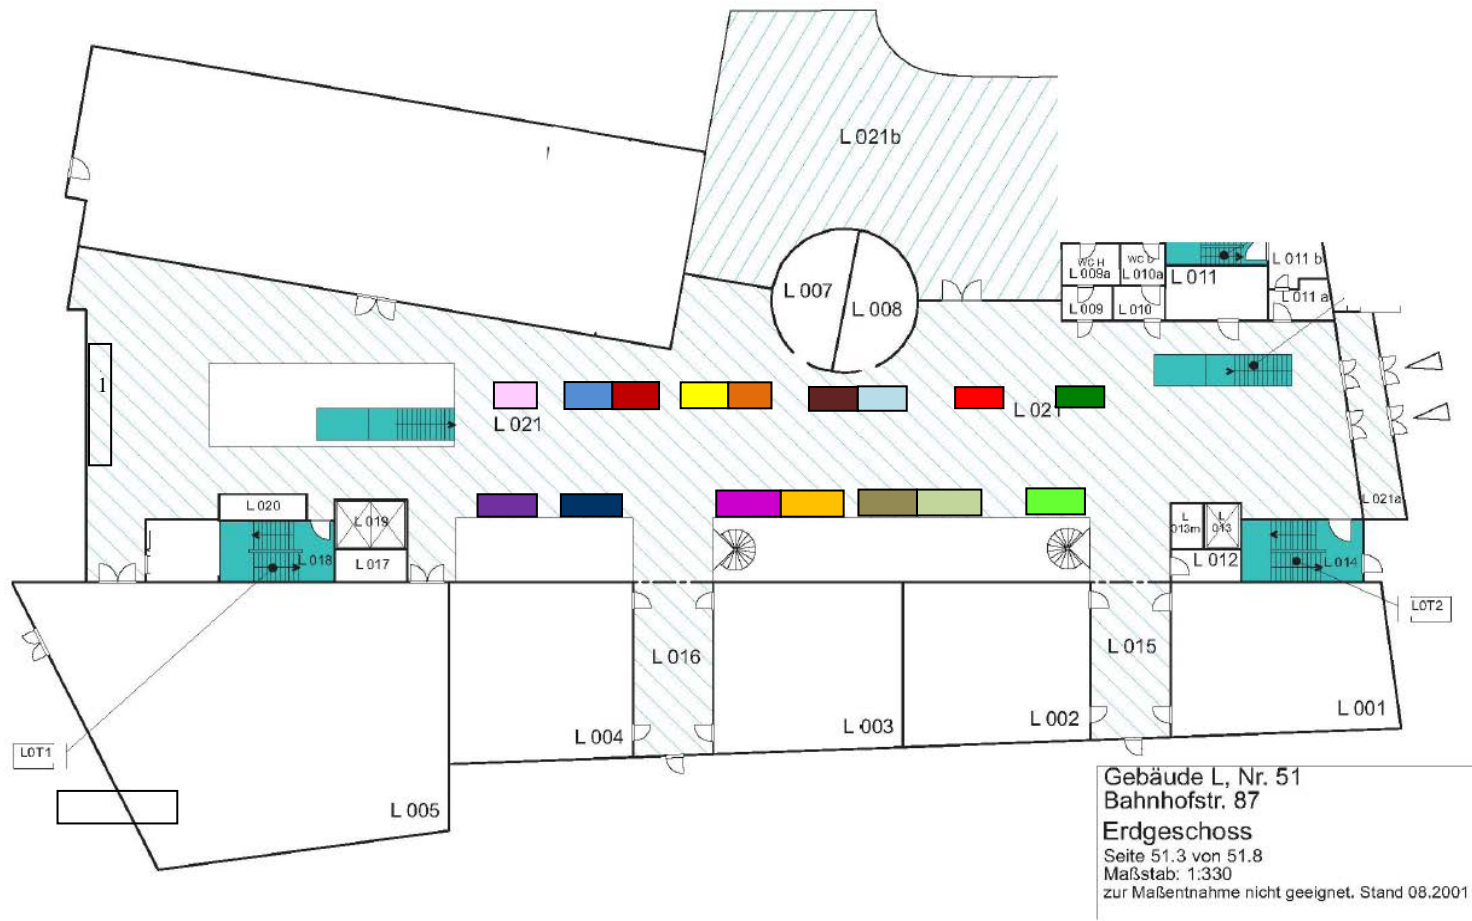 L 021b
WC H
L 009a
WC D
L 010a
L 011
L 011 b
L 007
L 008
L 009
L 010
L 011 a
1
L 021
L 021
L 020
L 019
L 018
L 017
L 013m
L 013
L 012
L 014
L 021a
L0T2
L 016
L 015
L 004
L 003
L 002
L 001
L0T1
L 005
Gebäude L, Nr. 51
Bahnhofstr. 87
Erdgeschoss
Seite 51.3 von 51.8
Maßstab: 1:330
zur Maßentnahme nicht geeignet. Stand 08.2001